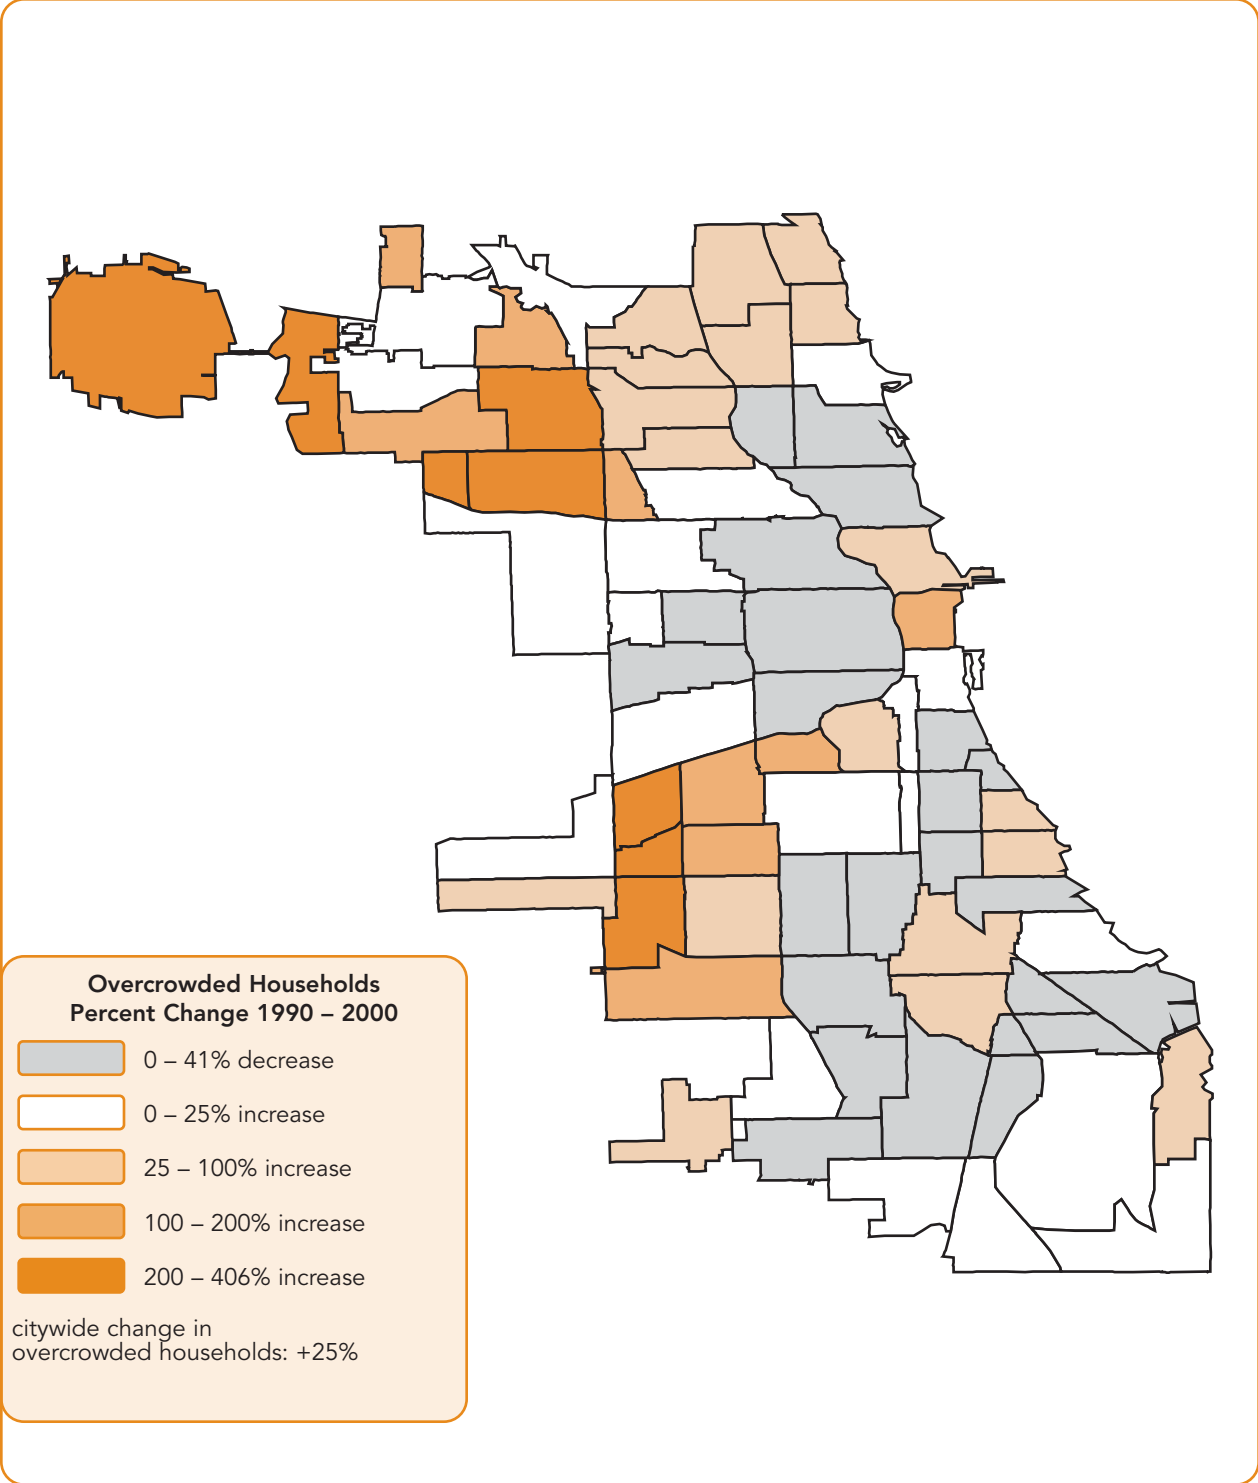 Overcrowded Households
Percent Change 1990 – 2000
0 – 41% decrease
0 – 25% increase
25 – 100% increase
100 – 200% increase
200 – 406% increase
citywide change in
overcrowded households: +25%